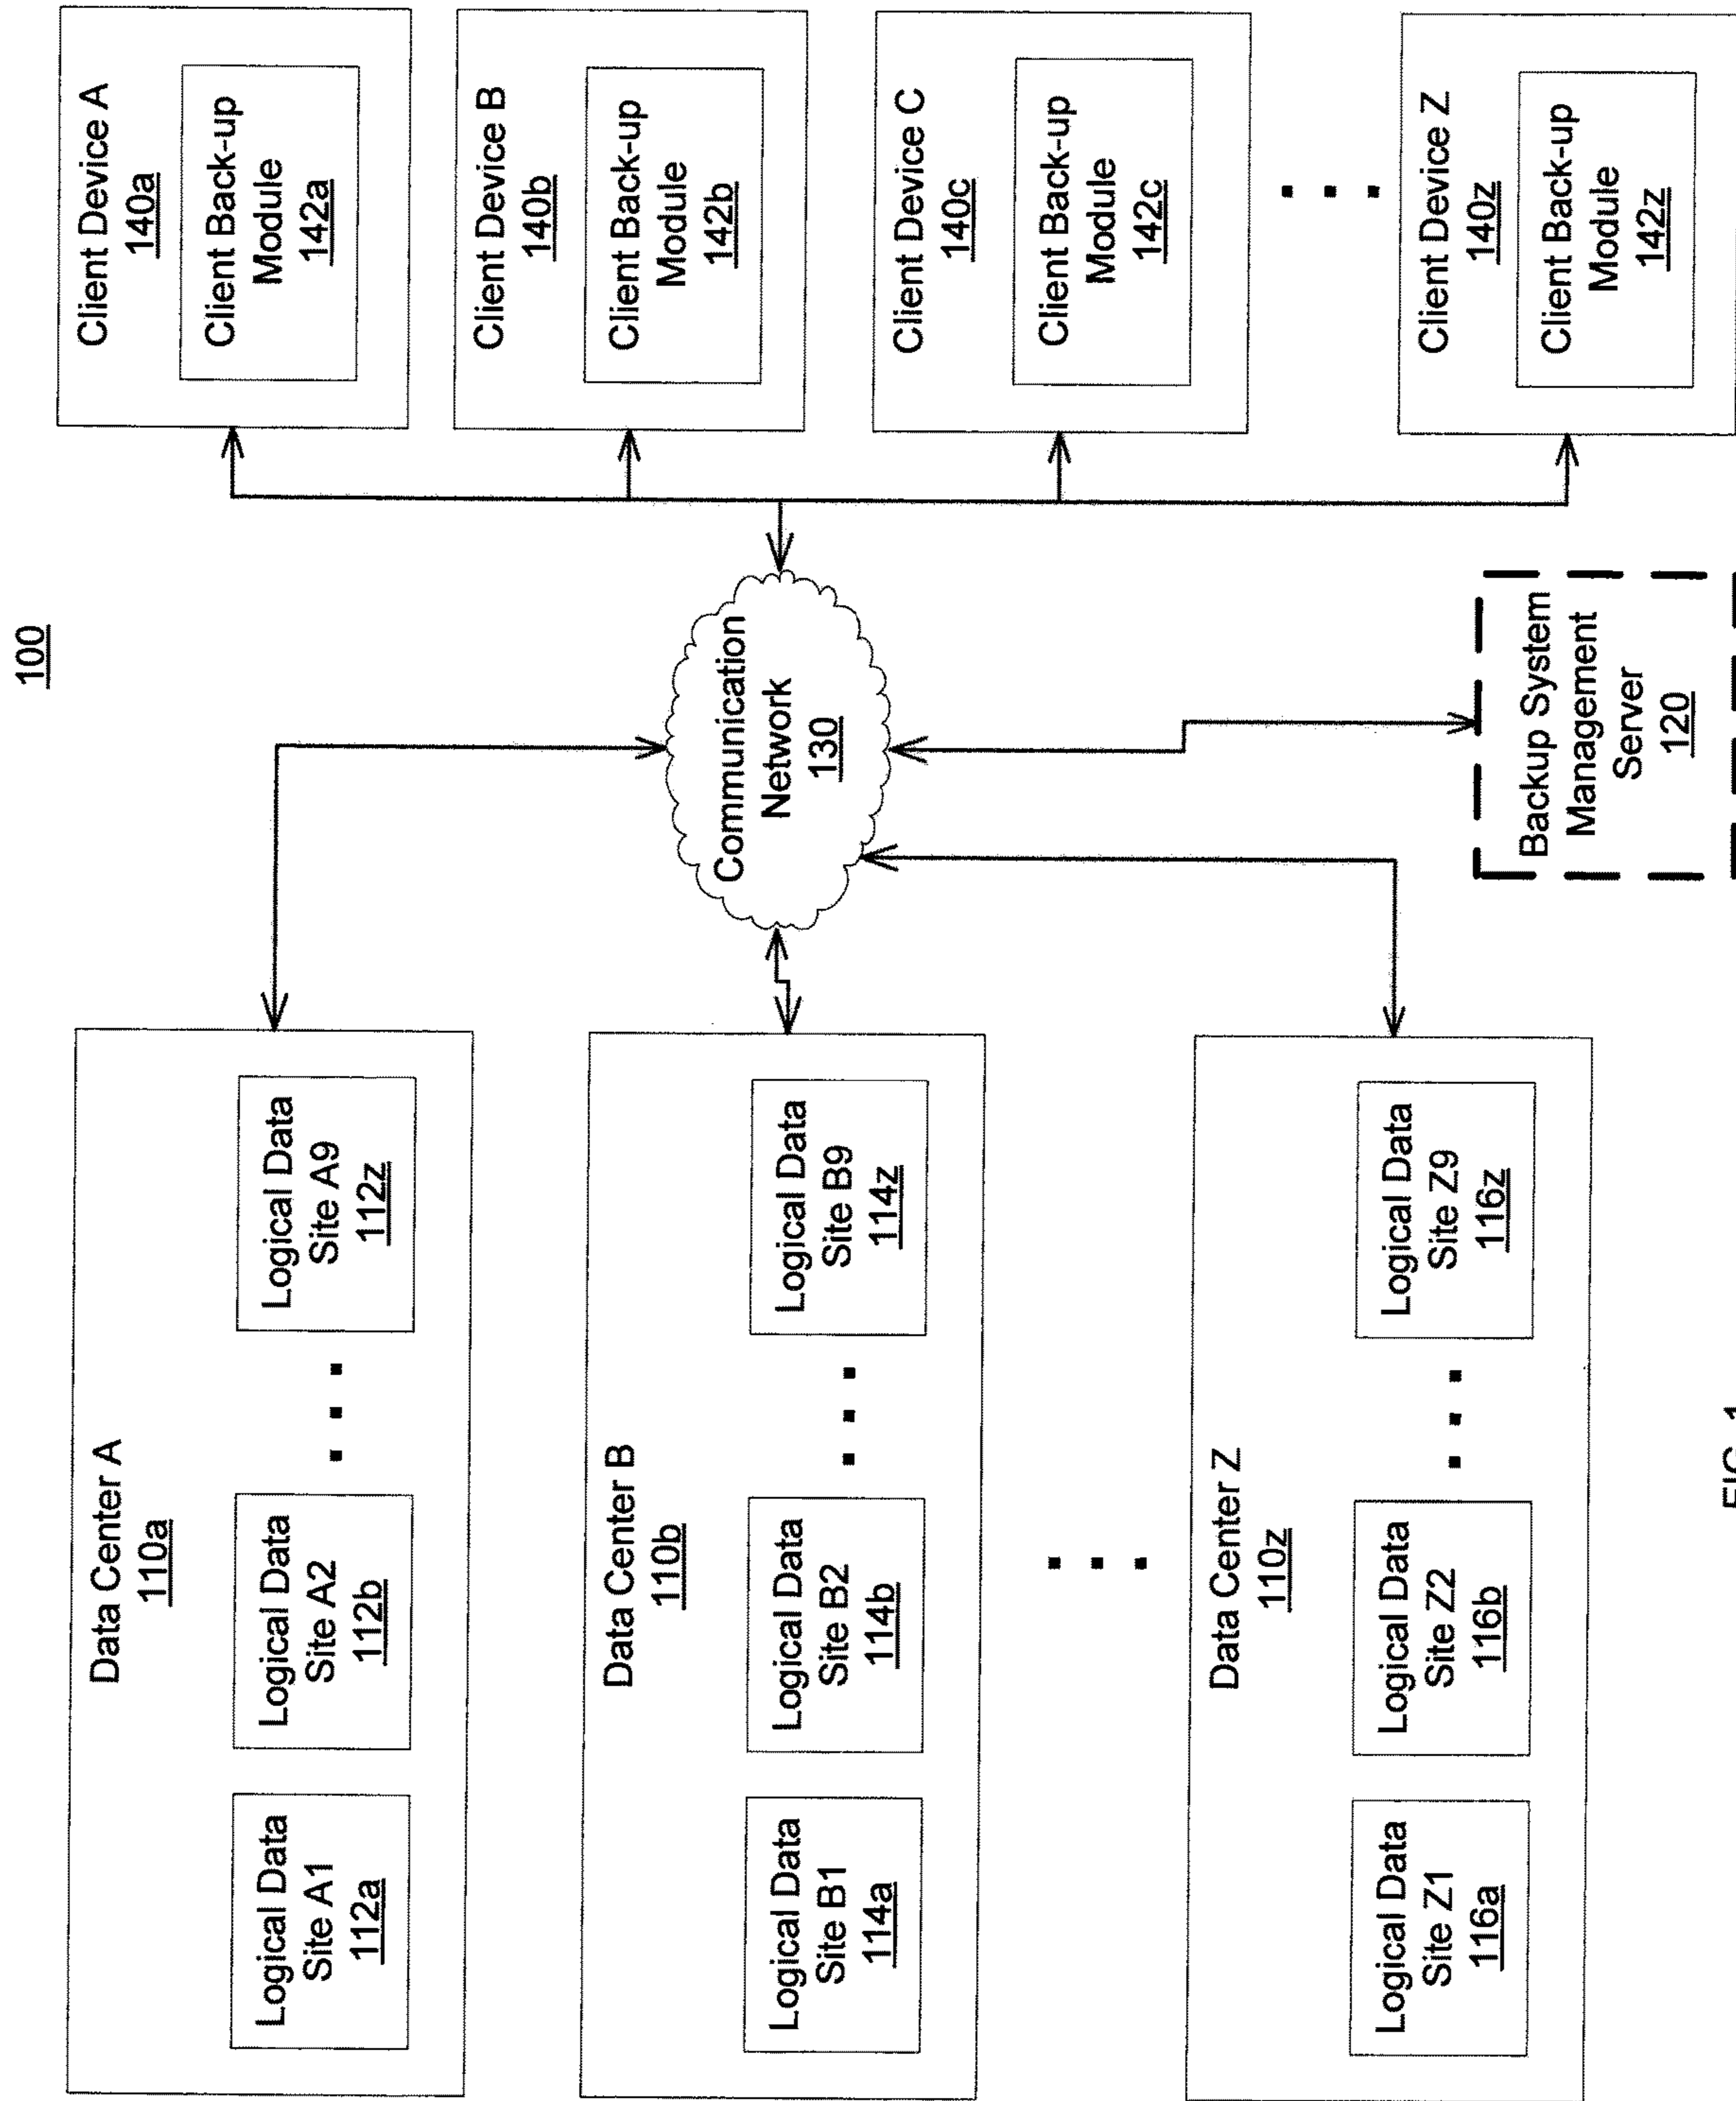 100
Data Center A
110a
Logical Data
Site A1
112a
Logical Data
Site A2
112b
Logical Data
Site A9
112z
Data Center B
110b
Logical Data
Site B1
114a
Logical Data
Site B2
114b
Logical Data
Site B9
114z
Data Center Z
110z
Logical Data
Site Z1
116a
Logical Data
Site Z2
116b
Logical Data
Site Z9
116z
Communication
Network
130
Backup System
Management
Server
120
Client Device A
140a
Client Back-up
Module
142a
Client Device B
140b
Client Back-up
Module
142b
Client Device C
140c
Client Back-up
Module
142c
Client Device Z
140z
Client Back-up
Module
142z
FIG. 1